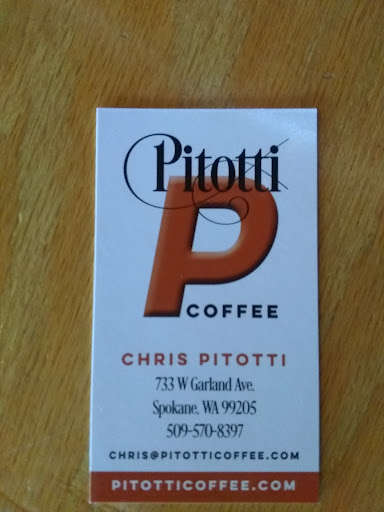 Pitotti
P
COFFEE
CHRIS PITOTTI
733 W Garland Ave.
Spokane, WA 99205
509-570-8397
CHRIS@PITOTTICOFFEE.COM
PITOTTICOFFEE.COM